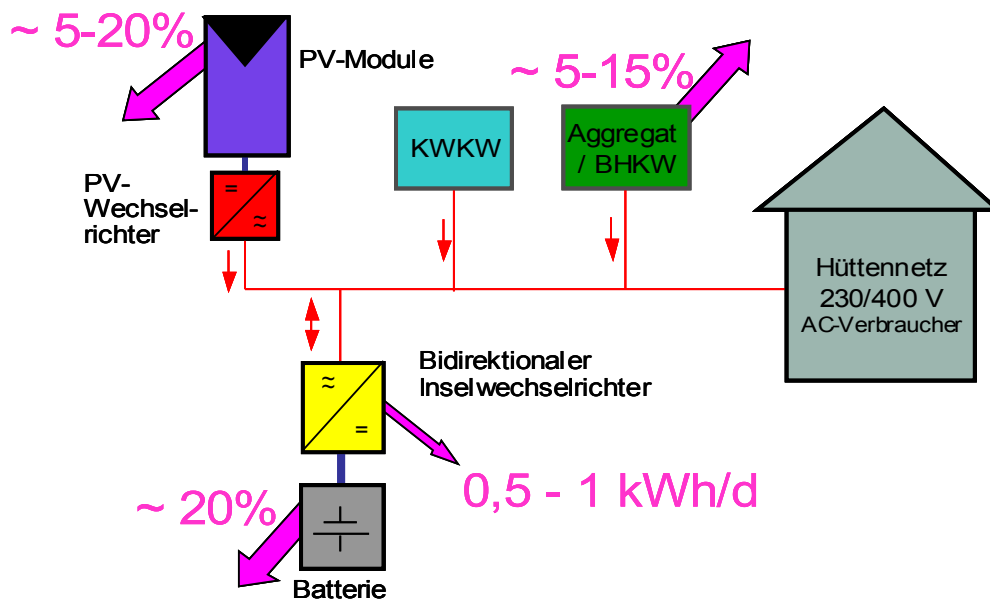 ~ 5-20%
PV-Module
~ 5-15%
KWKW
Aggregat
/ BHKW
PV-
Wechsel-
richter
=
≈
Hüttennetz
230/400 V
AC-Verbraucher
Bidirektionaler
Inselwechselrichter
≈
=
0,5 - 1 kWh/d
~ 20%
Batterie